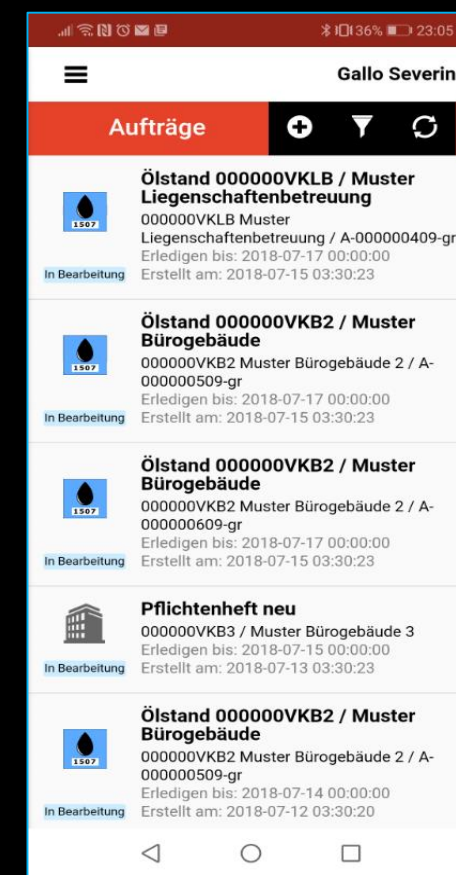 36% 23:05
Gallo Severin
Aufträge
Ölstand 000000VKLB / Muster
Liegenschaftenbetreuung
000000VKLB Muster
Liegenschaftenbetreuung / A-000000409-gr
Erledigen bis: 2018-07-17 00:00:00
Erstellt am: 2018-07-15 03:30:23
1507
In Bearbeitung
Ölstand 000000VKB2 / Muster
Bürogebäude
000000VKB2 Muster Bürogebäude 2 / A-
000000509-gr
Erledigen bis: 2018-07-17 00:00:00
Erstellt am: 2018-07-15 03:30:23
1507
In Bearbeitung
Ölstand 000000VKB2 / Muster
Bürogebäude
000000VKB2 Muster Bürogebäude 2 / A-
000000609-gr
Erledigen bis: 2018-07-17 00:00:00
Erstellt am: 2018-07-15 03:30:23
1507
In Bearbeitung
Pflichtenheft neu
000000VKB3 / Muster Bürogebäude 3
Erledigen bis: 2018-07-15 00:00:00
Erstellt am: 2018-07-13 03:30:23
In Bearbeitung
Ölstand 000000VKB2 / Muster
Bürogebäude
000000VKB2 Muster Bürogebäude 2 / A-
000000509-gr
Erledigen bis: 2018-07-14 00:00:00
Erstellt am: 2018-07-12 03:30:20
1507
In Bearbeitung